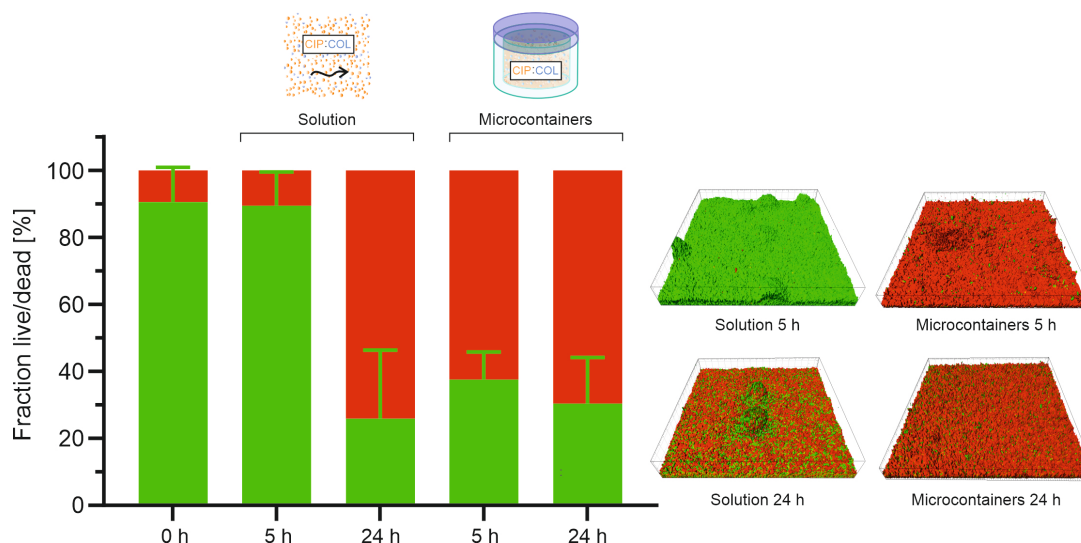 CIP:COL
CIP:COL
Solution
Microcontainers
Fraction live/dead [%]
100
80
60
40
20
0
0 h
5 h
24 h
5 h
24 h
Solution 5 h
Microcontainers 5 h
Solution 24 h
Microcontainers 24 h